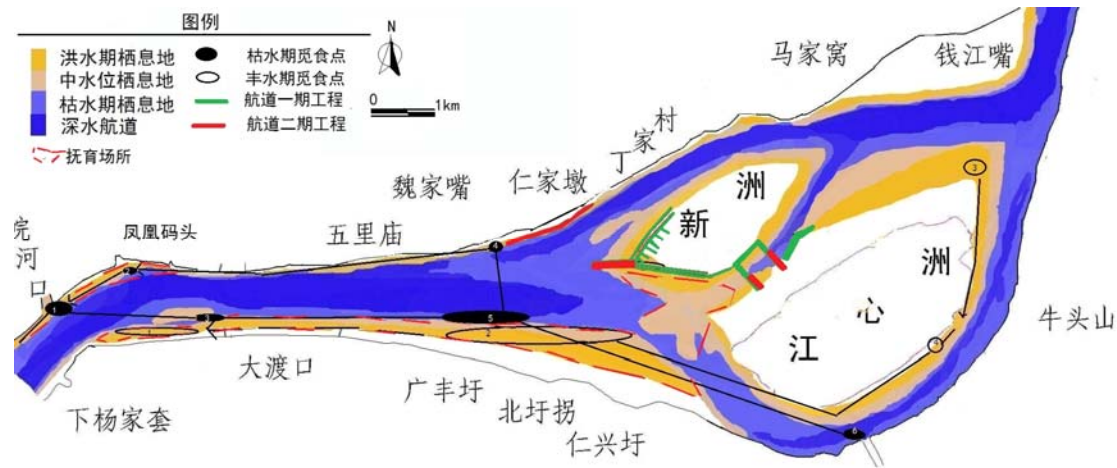 图例
洪水期栖息地
中水位栖息地
枯水期栖息地
深水航道
抚育场所
枯水期觅食点
丰水期觅食点
航道一期工程
航道二期工程
N
0 1km
马家窝
钱江嘴
丁家村
仁家墩
魏家嘴
五里庙
凤凰码头
皖河口
新洲
江心洲
牛头山
大渡口
广丰圩
北圩拐
仁兴圩
下杨家套
1
4
5
3
6